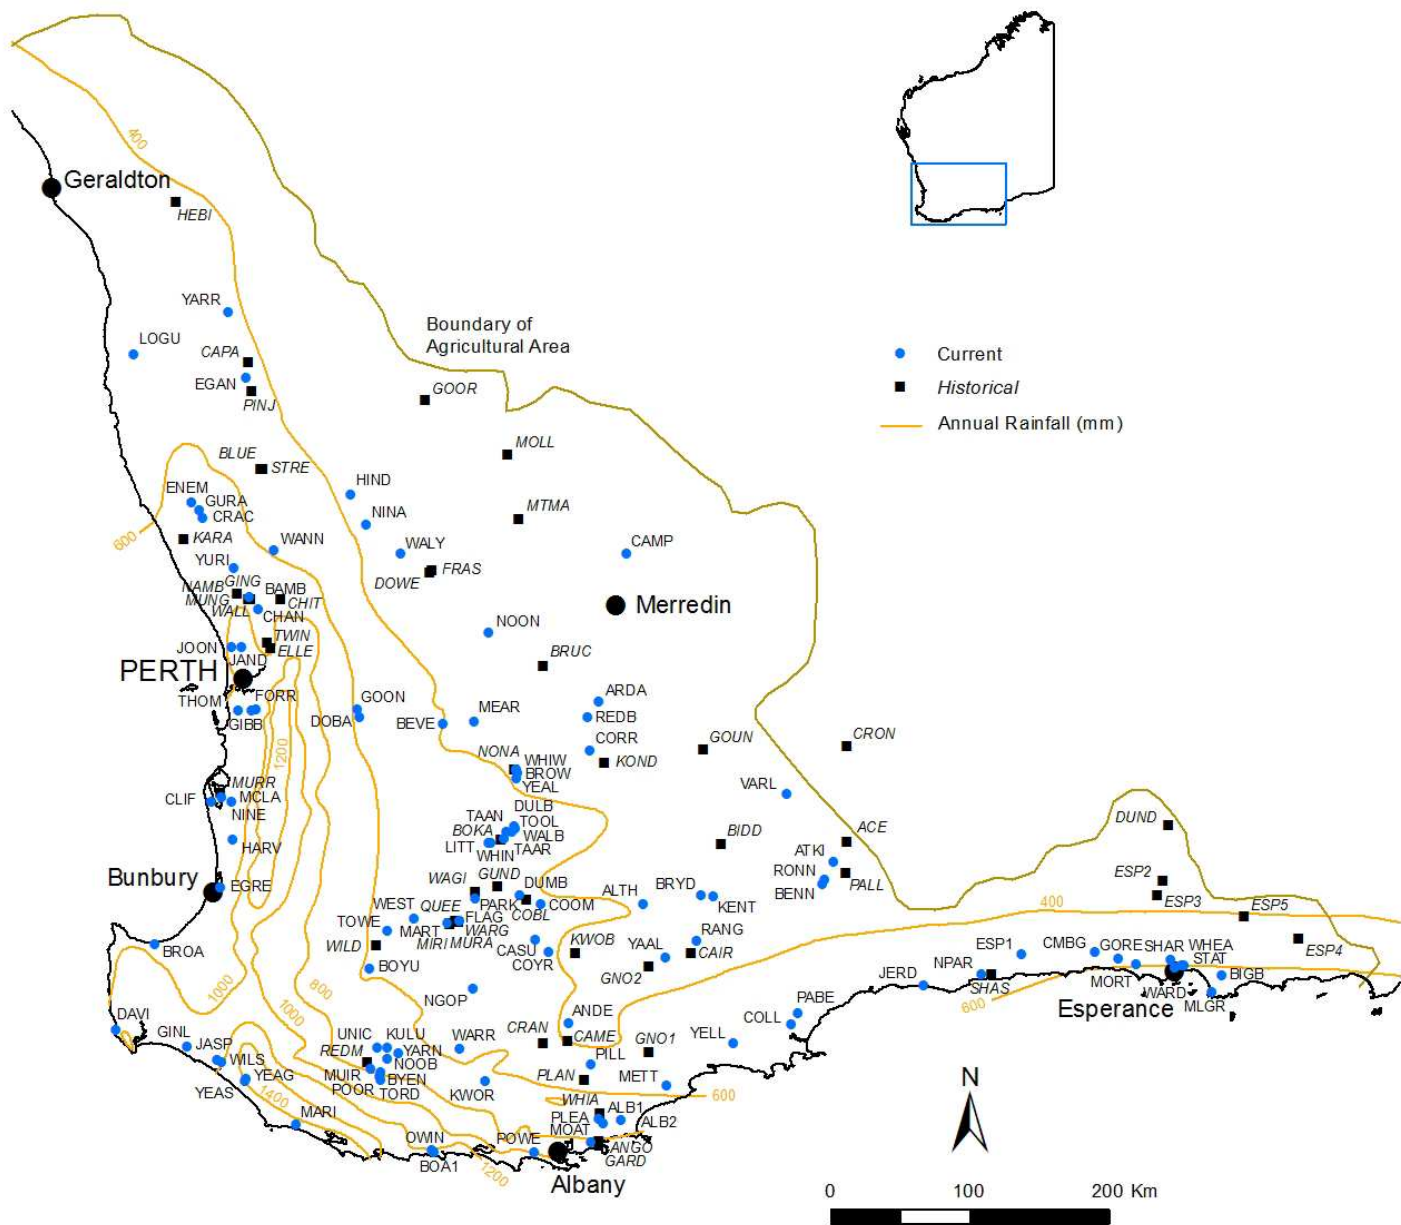 400
Geraldton
HEBI
YARR
LOGU
Boundary of
Agricultural Area
Current
Historical
Annual Rainfall (mm)
CAPA
EGAN
PINJ
GOOR
MOLL
BLUE
STRE
HIND
ENEM
GURA
CRAC
NINA
MTMA
600
KARA
WANN
WALY
CAMP
YURI
DOWE
FRAS
NAMB
GING
BAMB
MUNG
WALL
CHIT
CHAN
Merredin
NOON
TWIN
JOON
ELLE
JAND
BRUC
PERTH
THOM
FORR
GIBB
GOON
DOBA
BEVE
MEAR
ARDA
REDB
CORR
KOND
GOUN
CRON
1200
NONA
WHIW
BROW
YEAL
VARL
MURR
CLIF
MCLA
NINE
HARV
DULB
TAAN
TOOL
BOKA
WALB
LITT
TAAR
WHIN
BIDD
ACE
DUND
ATKI
RONN
BENN
PALL
Bunbury
EGRE
GUND
WAGI
DUMB
PARK
COBL
COOM
ALTH
BRYD
KENT
ESP2
ESP3
ESP5
400
WEST
QUEE
FLAG
TOWE
MART
WARG
MIRI
MURA
WILD
BROA
BOYU
CASU
COYR
KWOB
YAAL
RANG
CAIR
GNO2
ESP1
CMBG
GORE
SHAR
WHEA
STAT
ESP4
NPAR
JERD
SHAS
MORT
WARD
BIGB
MLGR
Esperance
600
1000
800
NGOP
PABE
COLL
DAVI
GINL
JASP
WILS
YEAG
YEAS
1400
1000
UNIC
KULU
REDM
YARN
NOOB
MUIR
BYEN
POOR
TORD
WARR
KWOR
CRAN
ANDE
CAME
GNO1
YELL
PILL
PLAN
METT
600
N
MARI
WHIA
PLEA
ALB1
ALB2
MOAT
OWIN
BOA1
POWE
1200
ANGO
GARD
Albany
0
100
200 Km